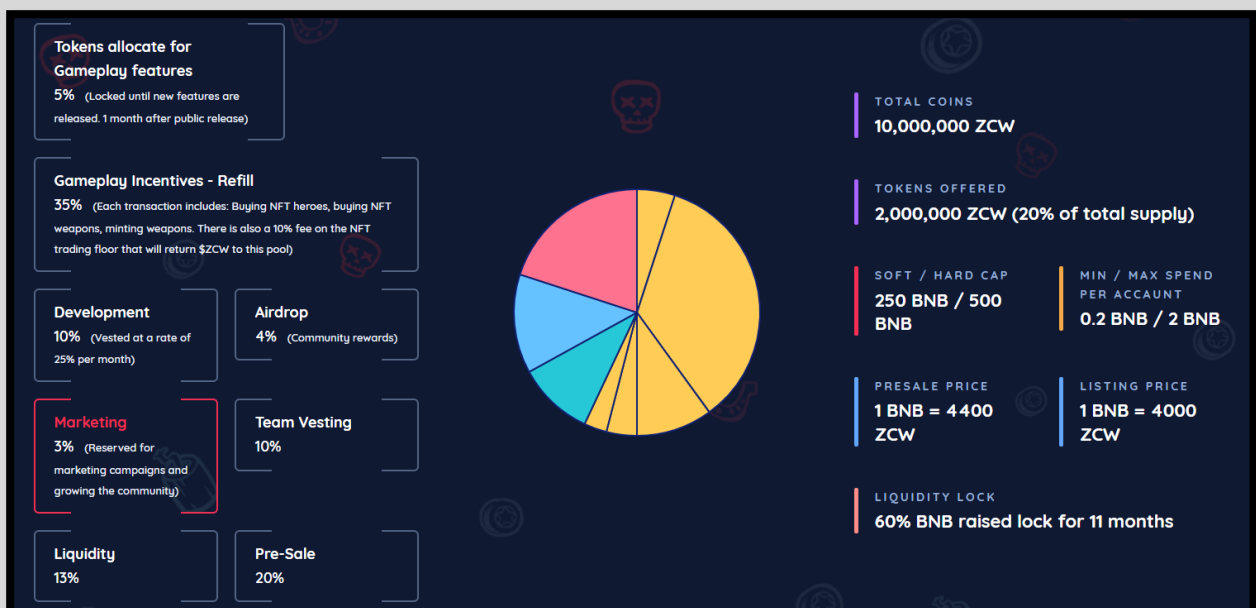 Tokens allocate for
Gameplay features
5% (Locked until new features are
released. 1 month after public release)
Gameplay Incentives - Refill
35% (Each transaction includes: Buying NFT heroes, buying NFT
weapons, minting weapons. There is also a 10% fee on the NFT
trading floor that will return $ZCW to this pool)
Development
10% (Vested at a rate of
25% per month)
Airdrop
4% (Community rewards)
Marketing
3% (Reserved for
marketing campaigns and
growing the community)
Team Vesting
10%
Liquidity
13%
Pre-Sale
20%
TOTAL COINS
10,000,000 ZCW
TOKENS OFFERED
2,000,000 ZCW (20% of total supply)
SOFT / HARD CAP
250 BNB / 500
BNB
MIN / MAX SPEND
PER ACCAUNT
0.2 BNB / 2 BNB
PRESALE PRICE
1 BNB = 4400
ZCW
LISTING PRICE
1 BNB = 4000
ZCW
LIQUIDITY LOCK
60% BNB raised lock for 11 months